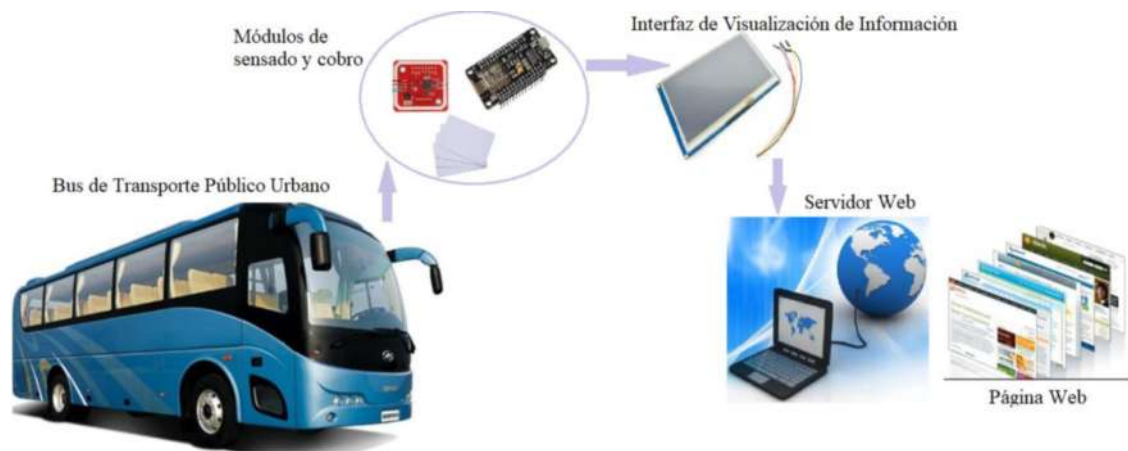 Módulos de
sensado y cobro
Interfaz de Visualización de Información
Bus de Transporte Público Urbano
Servidor Web
Página Web